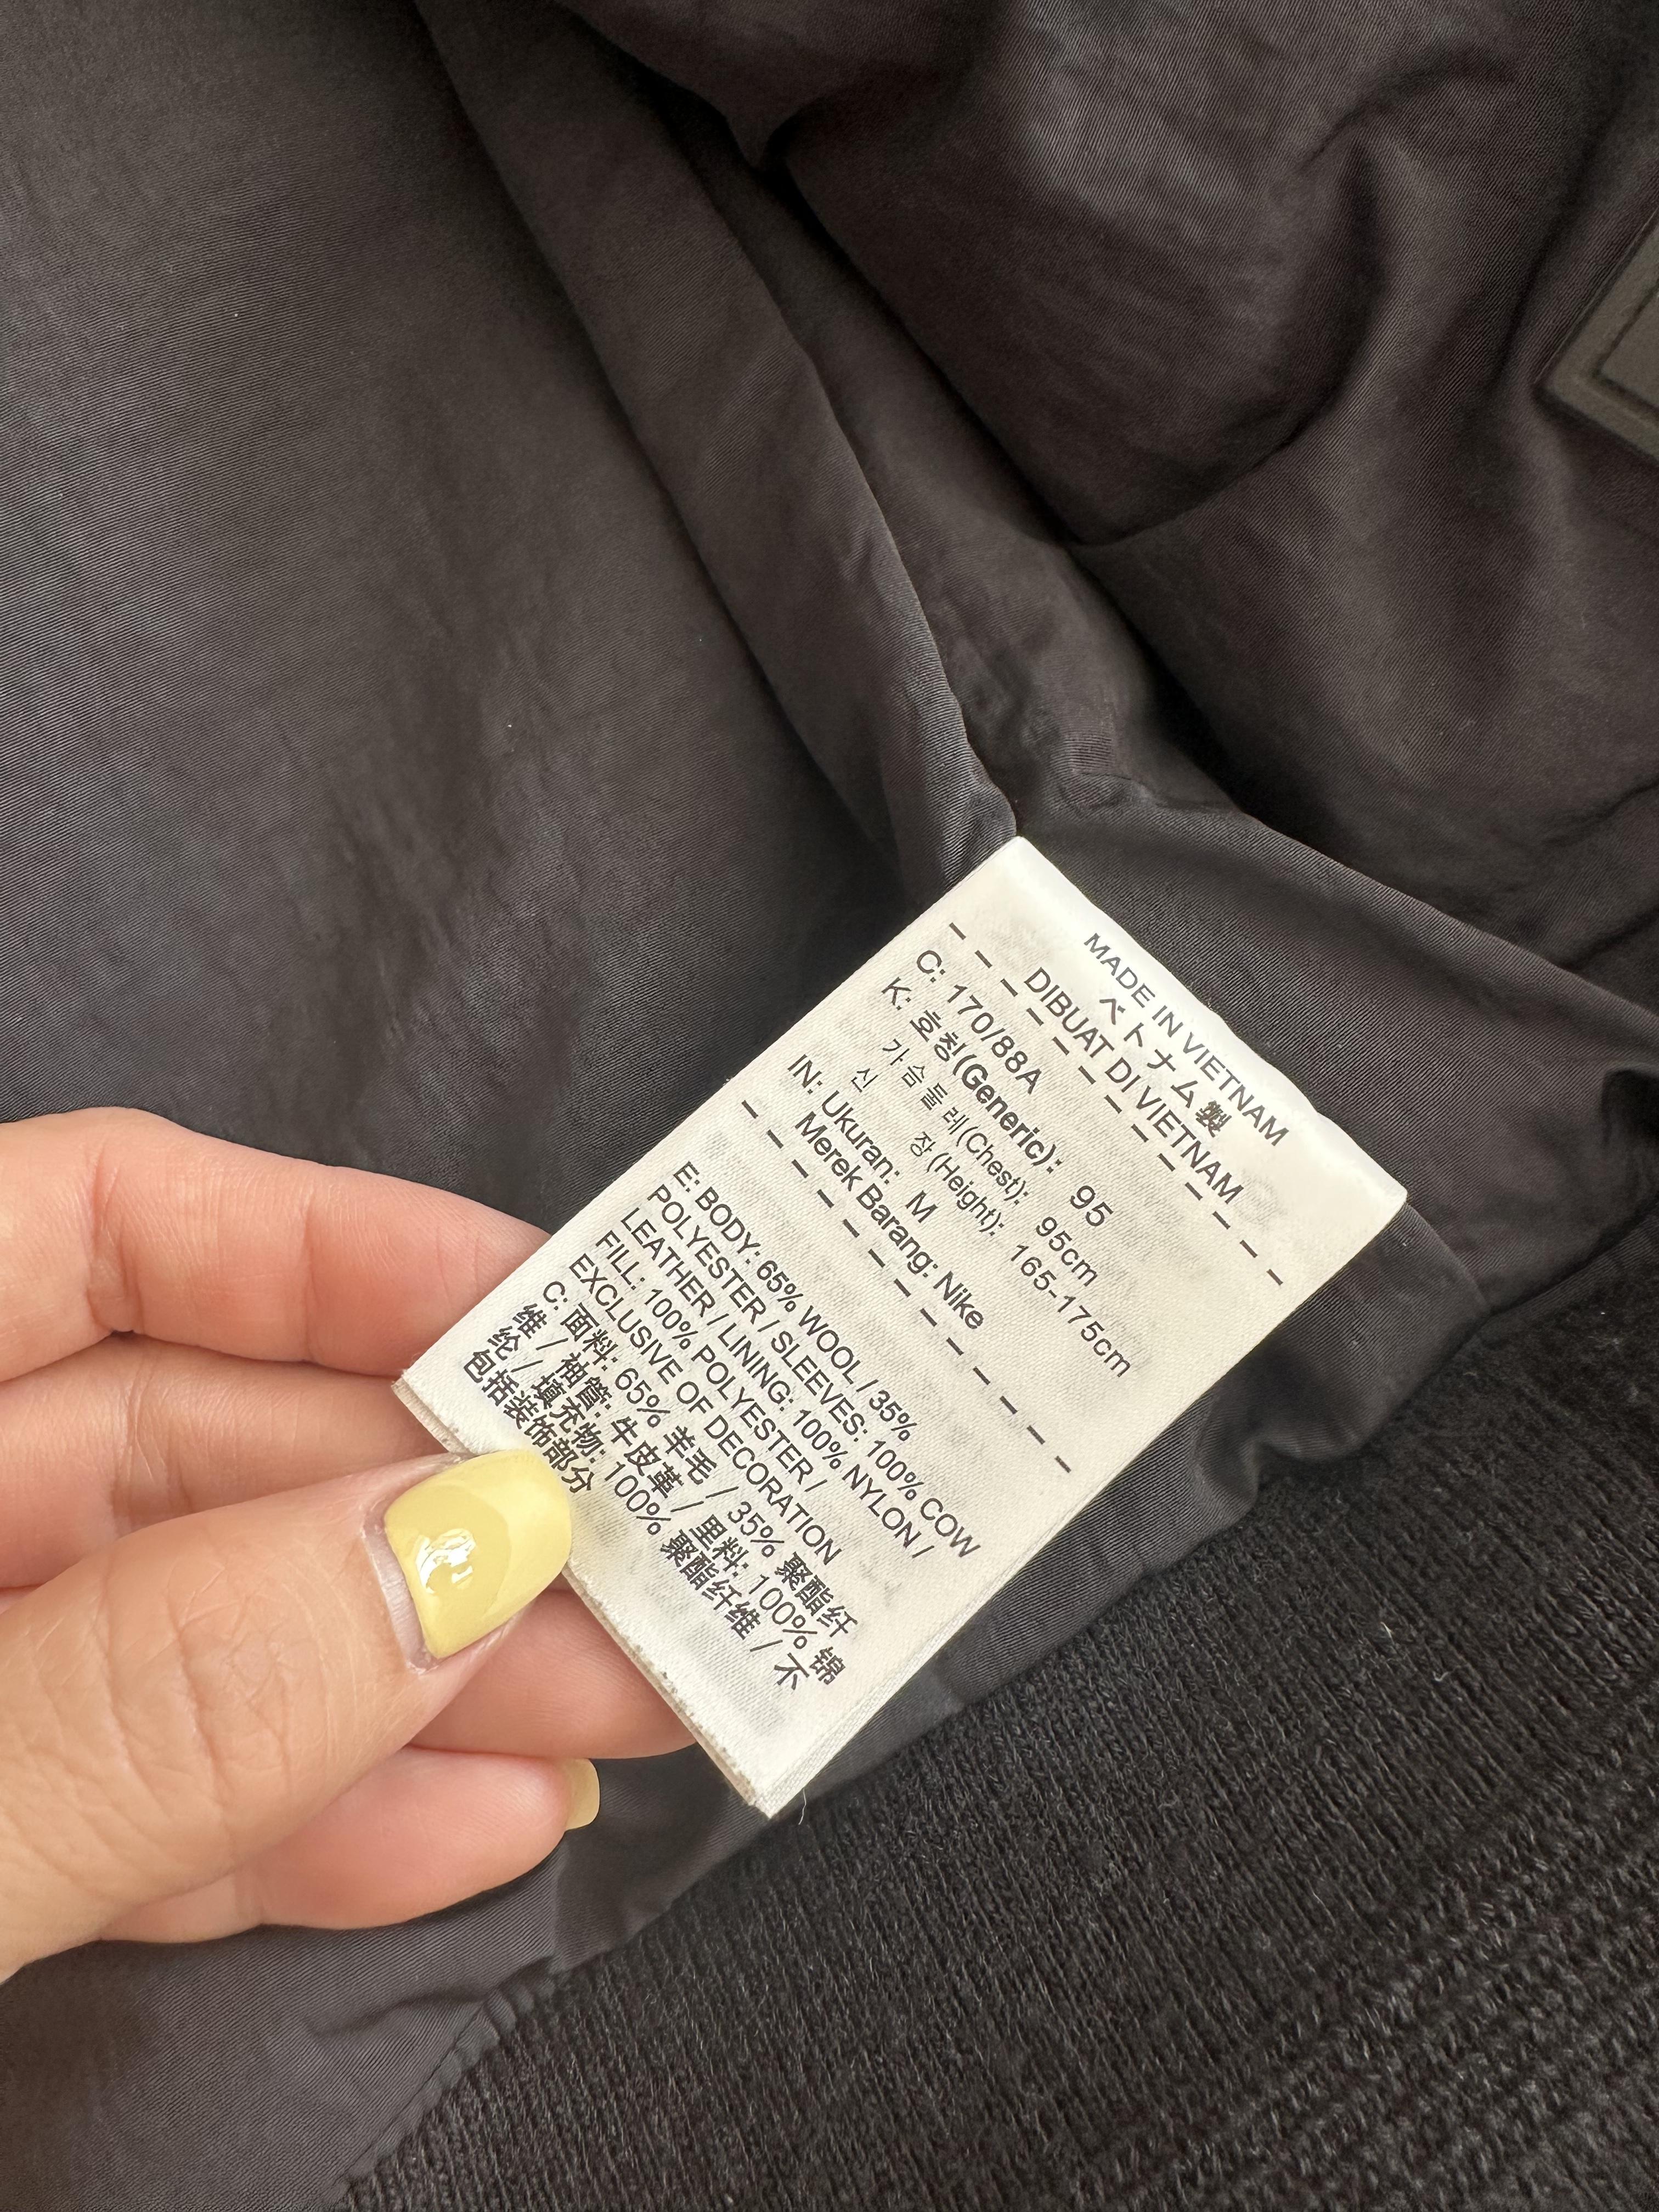 MADE IN VIETNAM
ベトナム製
DIBUAT DI VIETNAM
C: 170/88A
K: 호칭(Generic): 95
가슴둘레(Chest): 95cm
신 장(Height): 165-175cm
IN: Ukuran: M
Merek Barang: Nike
E: BODY: 65% WOOL / 35%
POLYESTER / SLEEVES: 100% COW
LEATHER / LINING: 100% NYLON /
FILL: 100% POLYESTER /
EXCLUSIVE OF DECORATION
C: 面料: 65% 羊毛 / 35% 聚酯纤
维 / 袖管: 牛皮革 / 里料: 100% 锦
纶 / 填充物: 100% 聚酯纤维 / 不
包括装饰部分